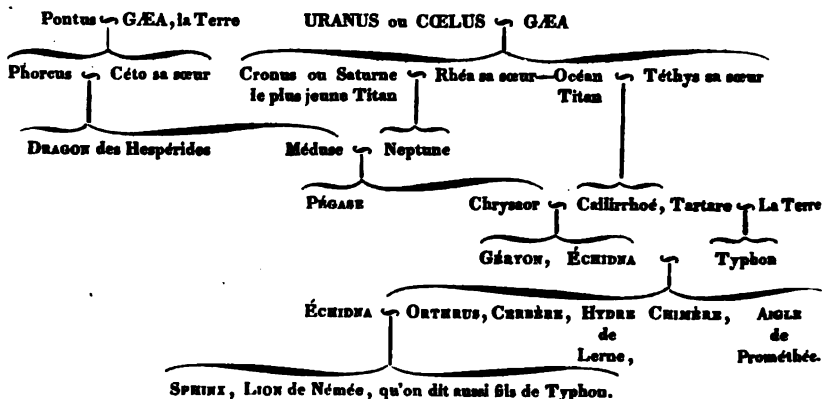 Pontus ∽ GÆA, la Terre URANUS ou CŒLUS ∽ GÆA
Phorcus ∽ Céto sa sœur Cronus ou Saturne ∽ Rhéa sa sœur—Océan ∽ Téthys sa sœur
le plus jeune Titan Titan
DRAGON des Hespérides Méduse ∽ Neptune
PÉGASE Chrysaor ∽ Callirrhoé, Tartare ∽ La Terre
GÉRYON, ÉCHIDNA ∽ Typhon
ÉCHIDNA ∽ ORTHRUS, CERBÈRE, HYDRE CHIMÈRE, AIGLE
de de
Lerne, Prométhée.
SPHINX, LION de Némée, qu'on dit aussi fils de Typhon.